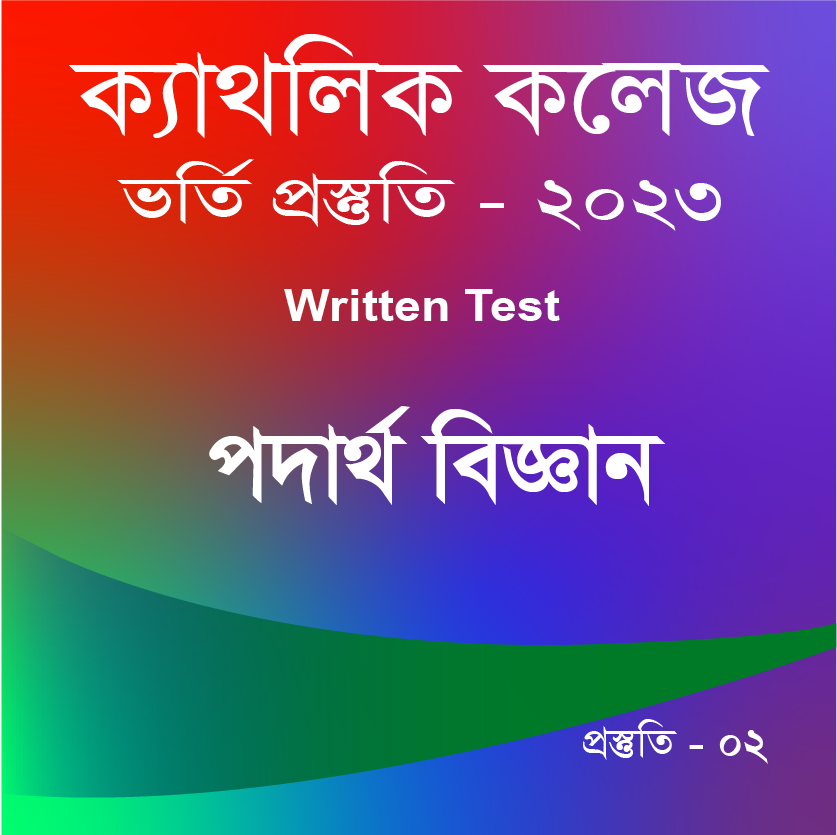 ক্যাথলিক কলেজ
ভর্তি প্রস্তুতি - ২০২৩
Written Test
পদার্থ বিজ্ঞান
প্রস্তুতি - ০২